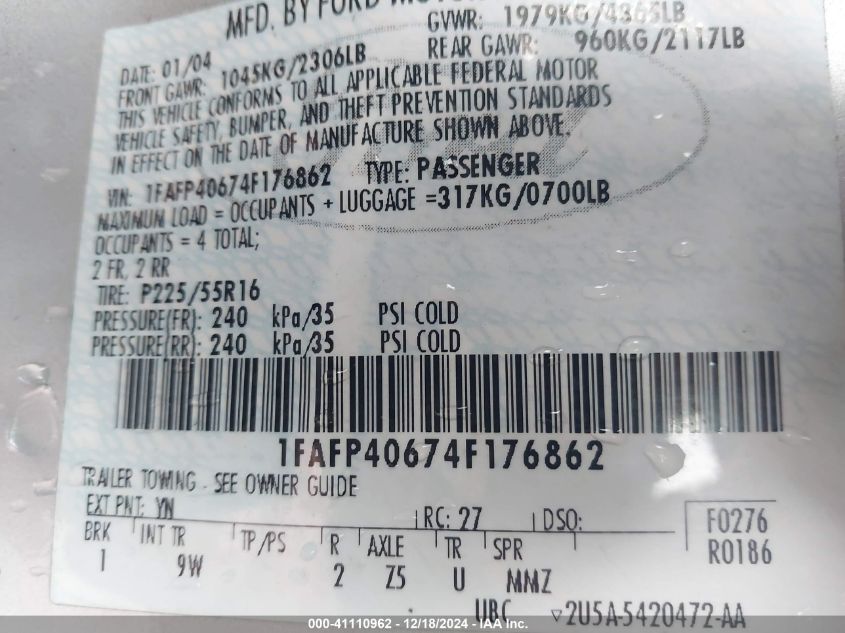 MFD. BY FORD MOTOR
GVWR: 1979KG/4365LB
DATE: 01/04
FRONT GAWR: 1045KG/2306LB REAR GAWR: 960KG/2117LB
THIS VEHICLE CONFORMS TO ALL APPLICABLE FEDERAL MOTOR
VEHICLE SAFETY, BUMPER, AND THEFT PREVENTION STANDARDS
IN EFFECT ON THE DATE OF MANUFACTURE SHOWN ABOVE.
VIN: 1FAFP40674F176862 TYPE: PASSENGER
MAXIMUM LOAD = OCCUPANTS + LUGGAGE =317KG/0700LB
OCCUPANTS = 4 TOTAL;
2 FR, 2 RR
TIRE: P225/55R16
PRESSURE(FR): 240 kPa/35 PSI COLD
PRESSURE(RR): 240 kPa/35 PSI COLD
1FAFP40674F176862
TRAILER TOWING - SEE OWNER GUIDE
EXT PNT: YN RC: 27 DSO: F0276
BRK INT TR TP/PS R AXLE TR SPR R0186
1 9W 2 Z5 U MMZ
UBC ▽2U5A-5420472-AA
000-41110962 - 12/18/2024 - IAA Inc.